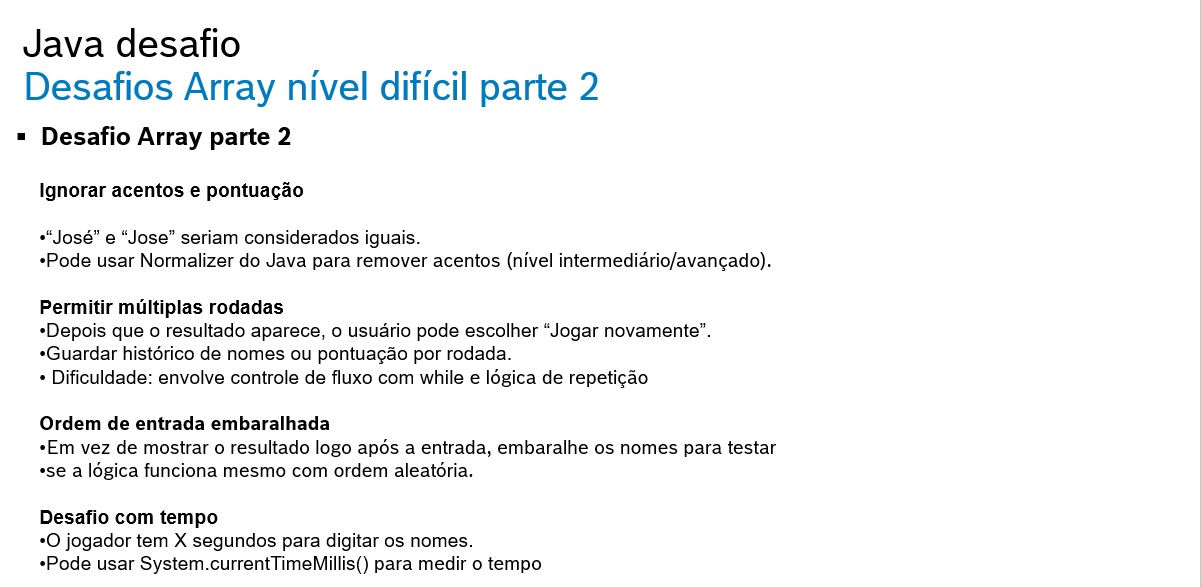 Java desafio
Desafios Array nível difícil parte 2
▪ Desafio Array parte 2
Ignorar acentos e pontuação
•“José” e “Jose” seriam considerados iguais.
•Pode usar Normalizer do Java para remover acentos (nível intermediário/avançado).
Permitir múltiplas rodadas
•Depois que o resultado aparece, o usuário pode escolher “Jogar novamente”.
•Guardar histórico de nomes ou pontuação por rodada.
• Dificuldade: envolve controle de fluxo com while e lógica de repetição
Ordem de entrada embaralhada
•Em vez de mostrar o resultado logo após a entrada, embaralhe os nomes para testar
•se a lógica funciona mesmo com ordem aleatória.
Desafio com tempo
•O jogador tem X segundos para digitar os nomes.
•Pode usar System.currentTimeMillis() para medir o tempo